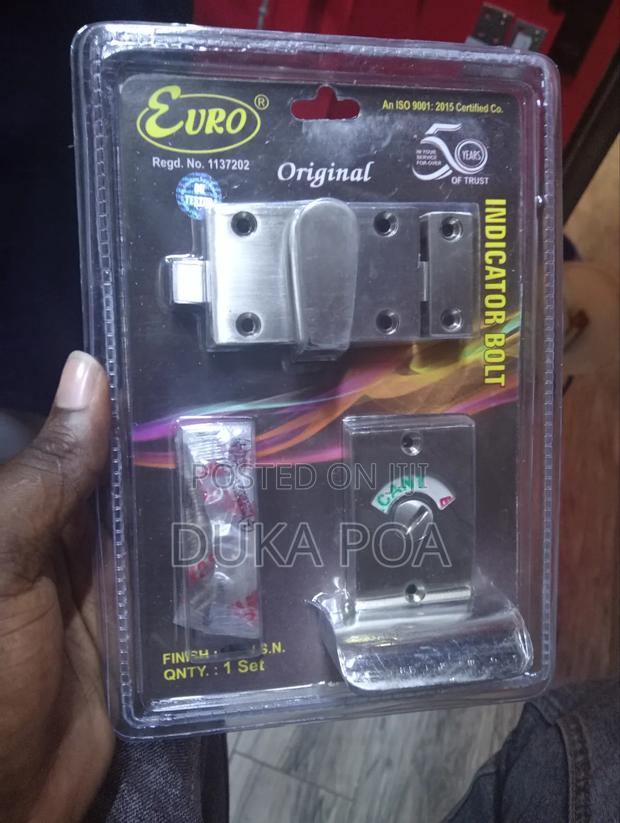 EURO®
Regd. No. 1137202
An ISO 9001: 2015 Certified Co.
Original
IN YOUR SERVICE FOR OVER
50 YEARS
OF TRUST
INDICATOR BOLT
POSTED ON
DUKA POA
CANT
FINISH : S.N.
QNTY. : 1 Set